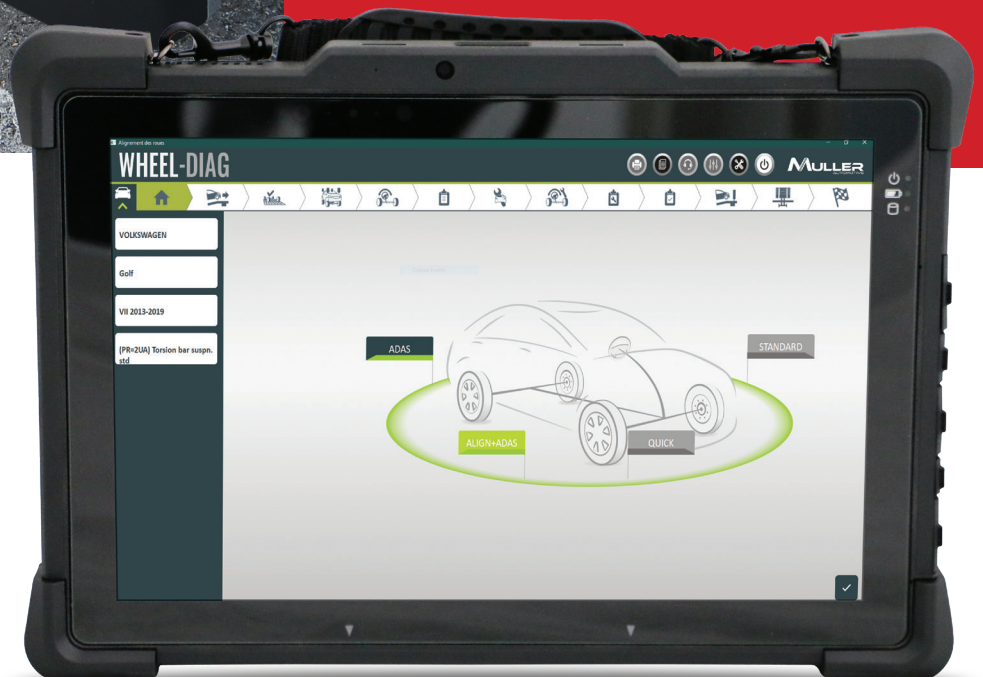 Alignement des roues
WHEEL-DIAG
MULLER
AUTOMOTIVE
VOLKSWAGEN
Golf
VII 2013-2019
(PR=2UA) Torsion bar suspn.
std
ADAS
STANDARD
ALIGN+ADAS
QUICK